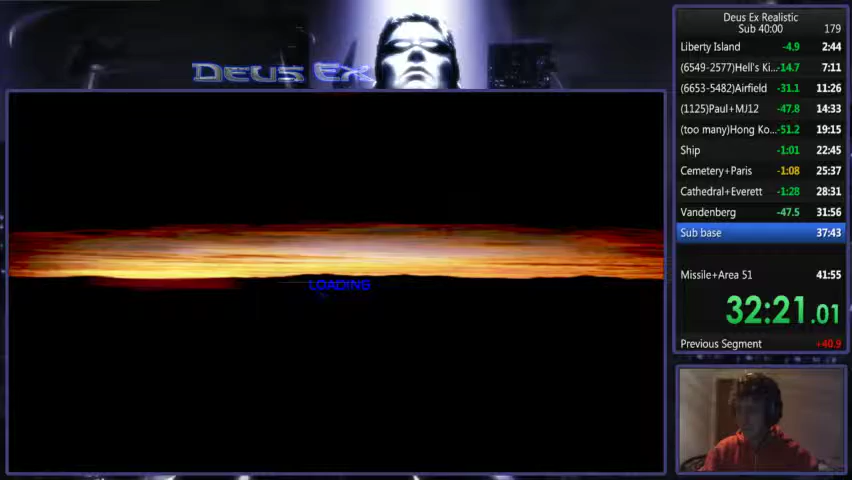 Deus Ex Realistic
Sub 40:00 179
Liberty Island -4.9 2:44
(6549-2577)Hell's Ki...-14.7 7:11
(6653-5482)Airfield -31.1 11:26
(1125)Paul+MJ12 -47.8 14:33
(too many)Hong Ko...-51.2 19:15
Ship -1:01 22:45
Cemetery+Paris -1:08 25:37
Cathedral+Everett -1:28 28:31
Vandenberg -47.5 31:56
Sub base 37:43
Missile+Area 51 41:55
32:21.01
Previous Segment +40.9
DEUS EX
LOADING